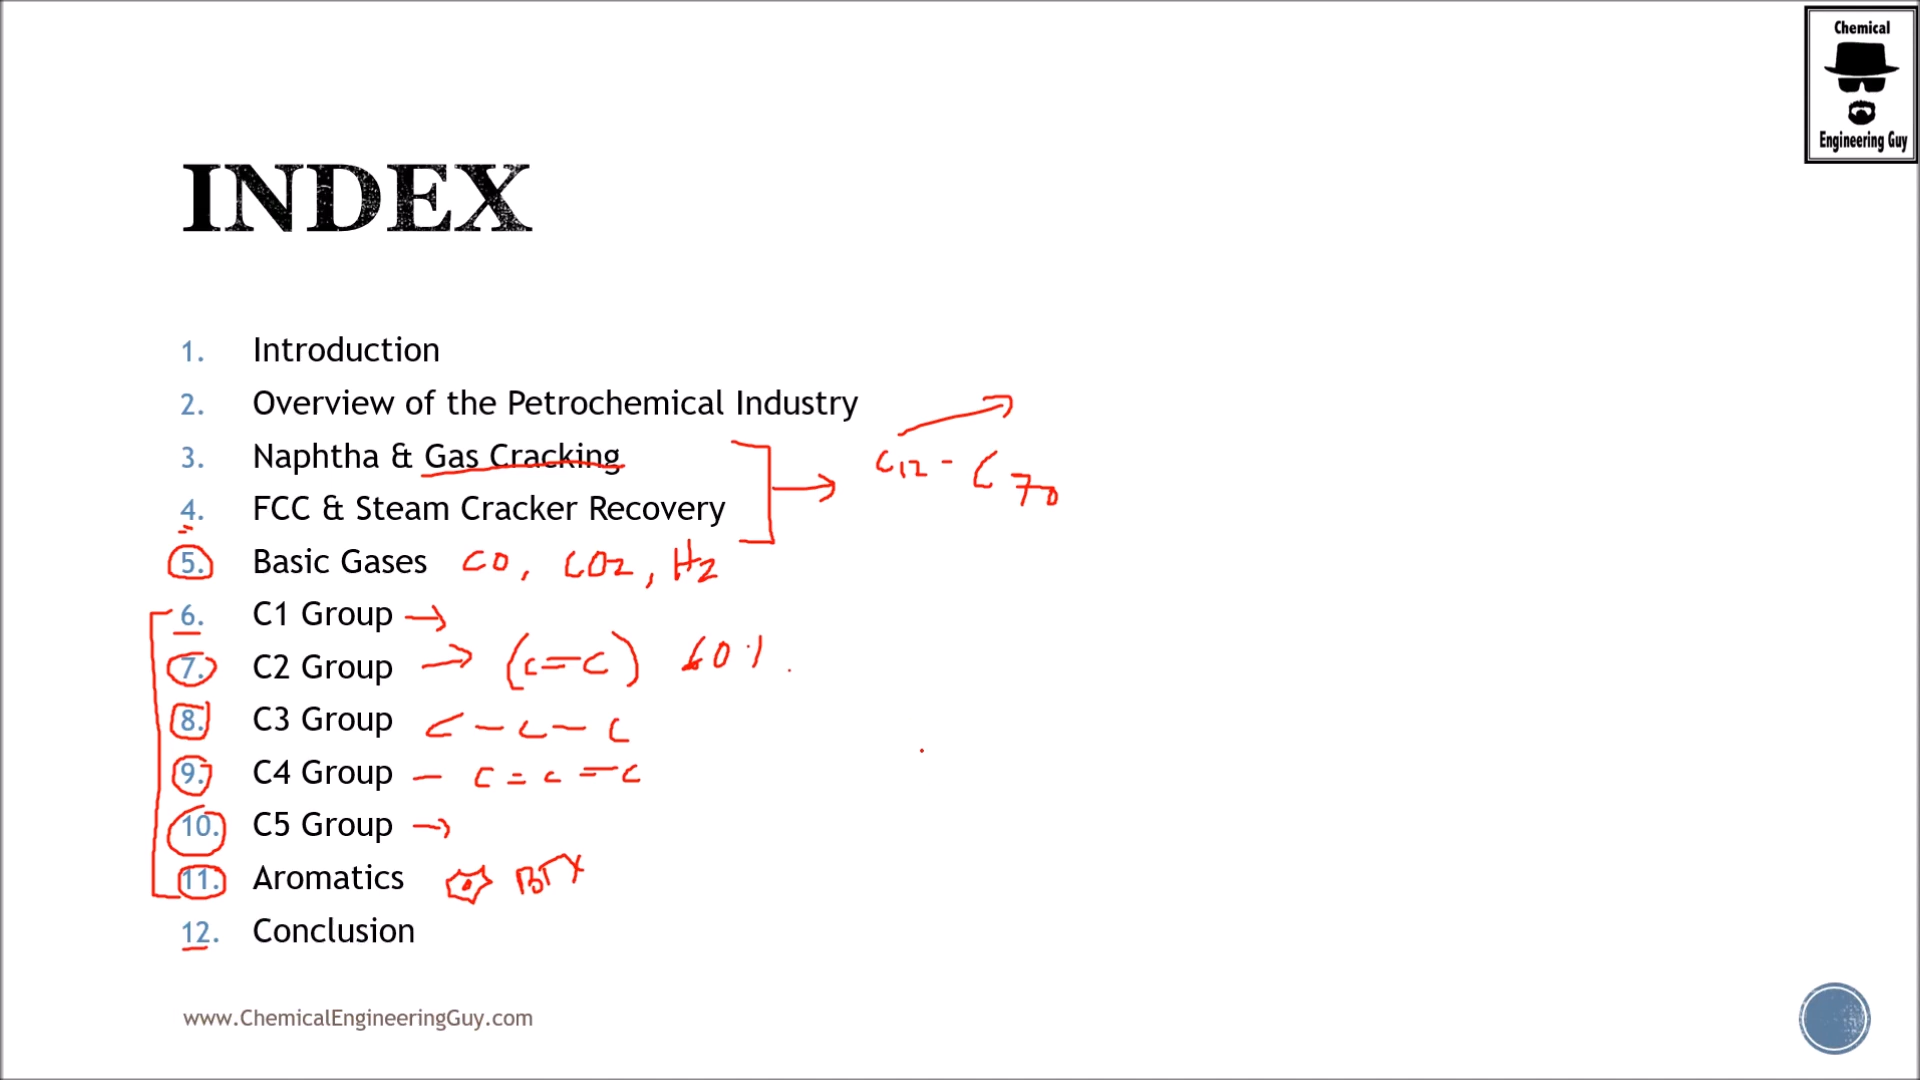 Chemical
Engineering Guy
INDEX
1. Introduction
2. Overview of the Petrochemical Industry
3. Naphtha & Gas Cracking
C12 - C70
4. FCC & Steam Cracker Recovery
5. Basic Gases CO, CO2, H2
6. C1 Group →
7. C2 Group → (C=C) 60%
8. C3 Group C-C-C
9. C4 Group - C=C=C
10. C5 Group →
11. Aromatics BTX
12. Conclusion
www.ChemicalEngineeringGuy.com